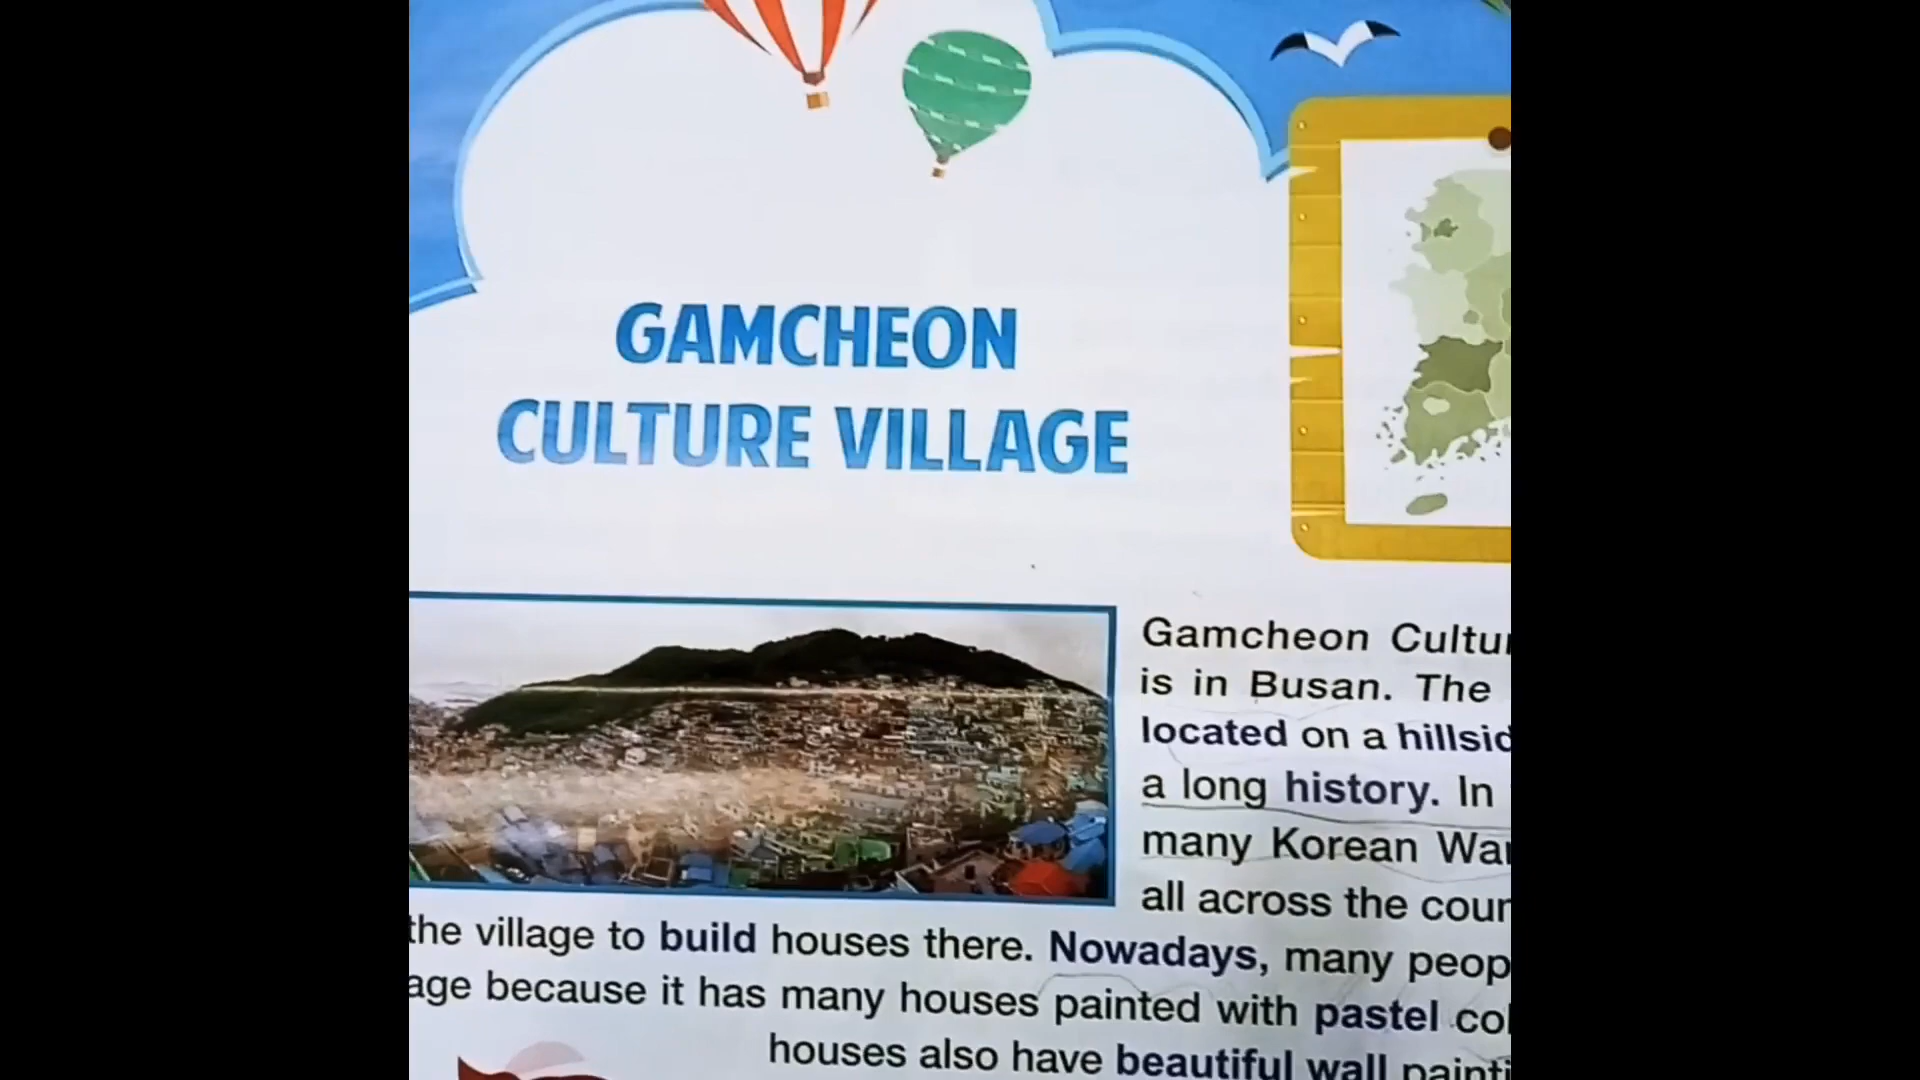 GAMCHEON
CULTURE VILLAGE
Gamcheon
is in Busan. The
located on a
a long history. In
many Korean
all across the
the village to build houses there. Nowadays, many
because it has many houses painted with pastel
houses also have beautiful wall